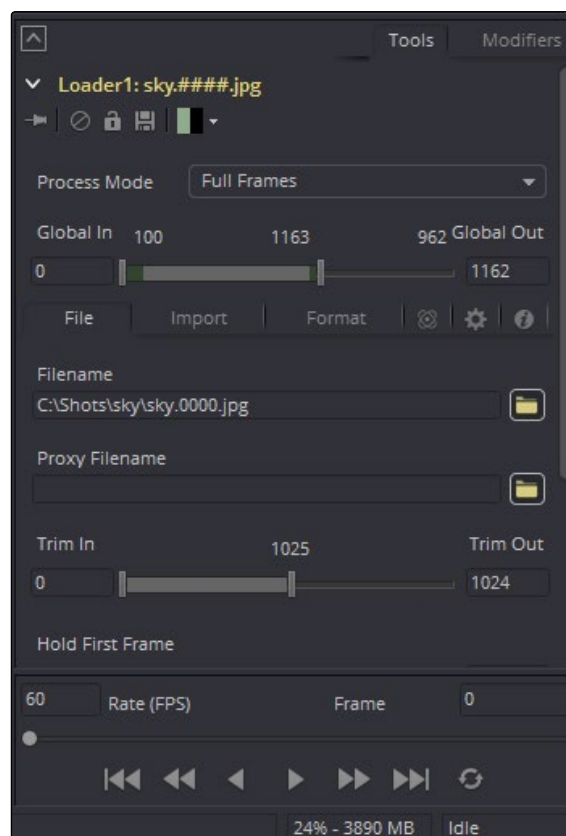 Tools Modifiers
Loader1: sky.####.jpg
Process Mode Full Frames
Global In 100 1163 962 Global Out
0 1162
File Import Format
Filename
C:\Shots\sky\sky.0000.jpg
Proxy Filename
Trim In 1025 Trim Out
0 1024
Hold First Frame
60 Rate (FPS) Frame 0
24% - 3890 MB Idle